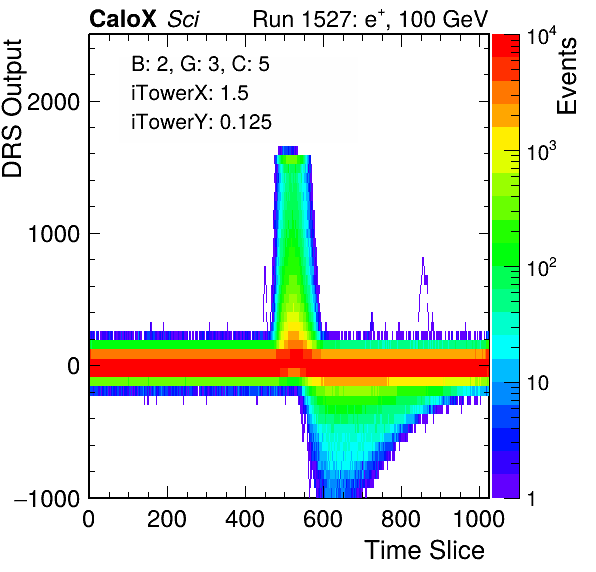 CaloX Sci Run 1527: e⁺, 100 GeV
B: 2, G: 3, C: 5
iTowerX: 1.5
iTowerY: 0.125
DRS Output
2000
1000
0
−1000
0 200 400 600 800 1000
Time Slice
Events
10⁴
10³
10²
10
1